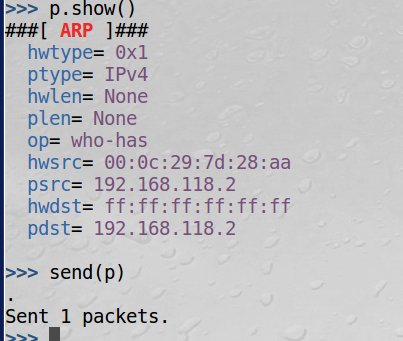 >>> p.show()
###[ ARP ]###
  hwtype= 0x1
  ptype= IPv4
  hwlen= None
  plen= None
  op= who-has
  hwsrc= 00:0c:29:7d:28:aa
  psrc= 192.168.118.2
  hwdst= ff:ff:ff:ff:ff:ff
  pdst= 192.168.118.2

>>> send(p)
.
Sent 1 packets.
>>>